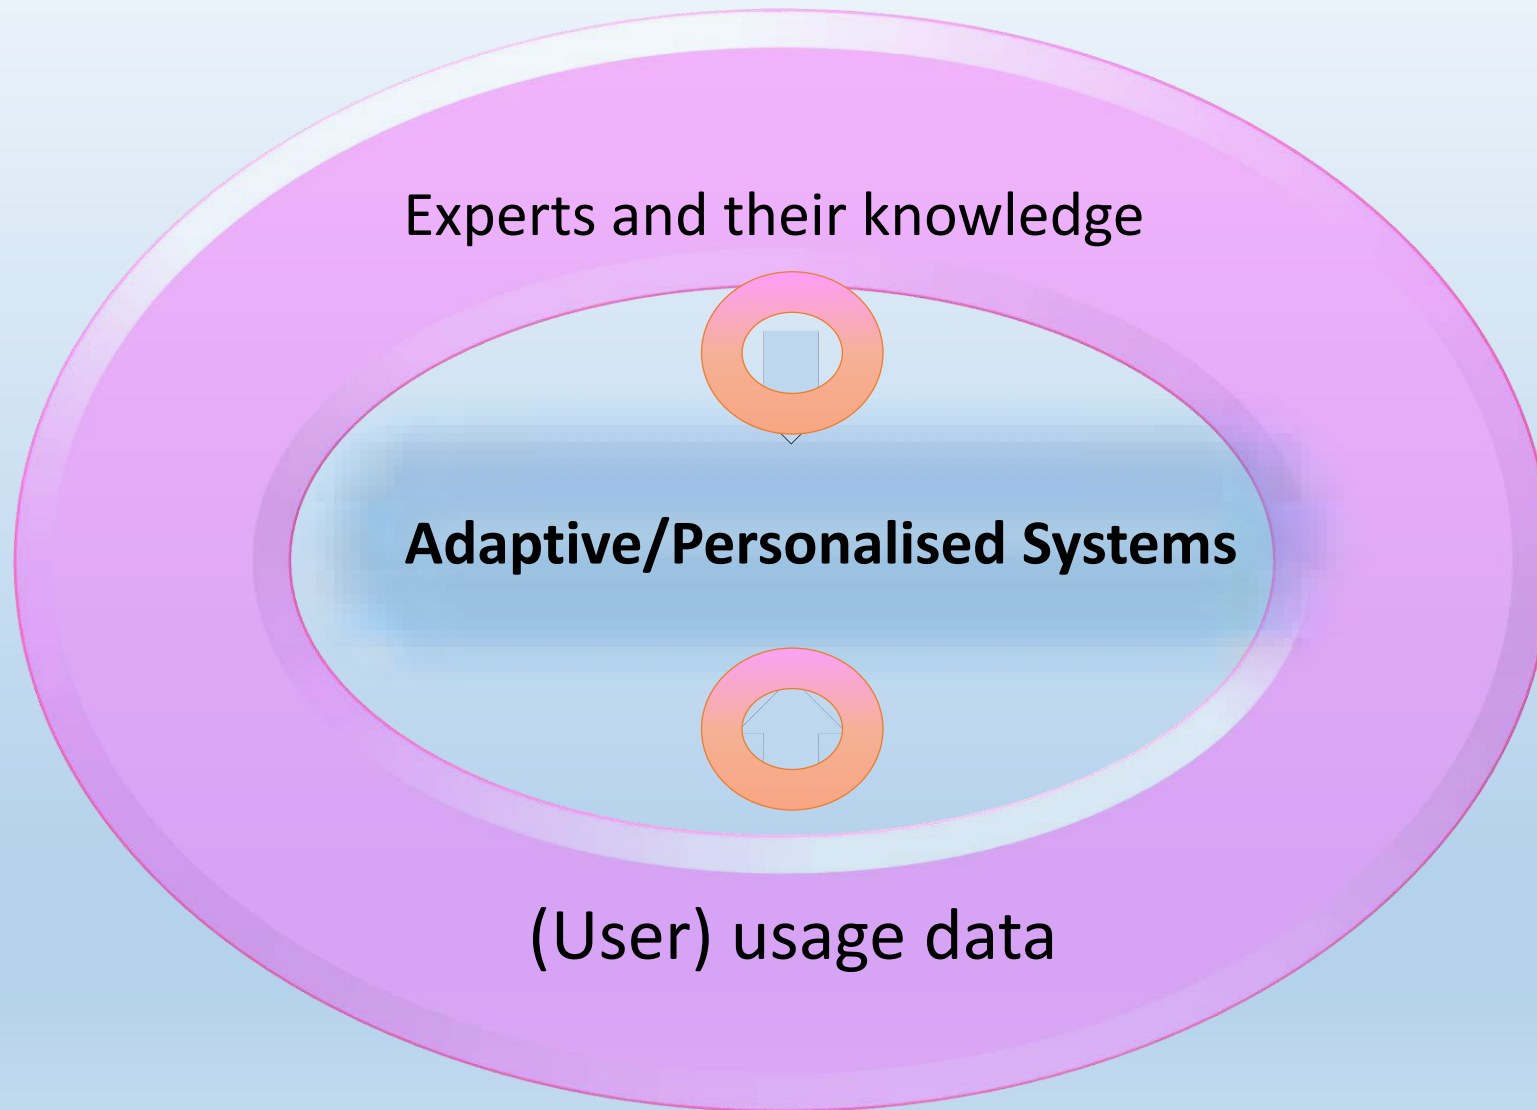 Experts and their knowledge
Adaptive/Personalised Systems
(User) usage data